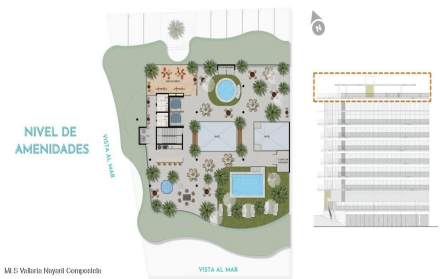 NIVEL DE
AMENIDADES
VISTA AL MAR
N
VISTA AL MAR
MLS Vallarta Nayarit Compostela